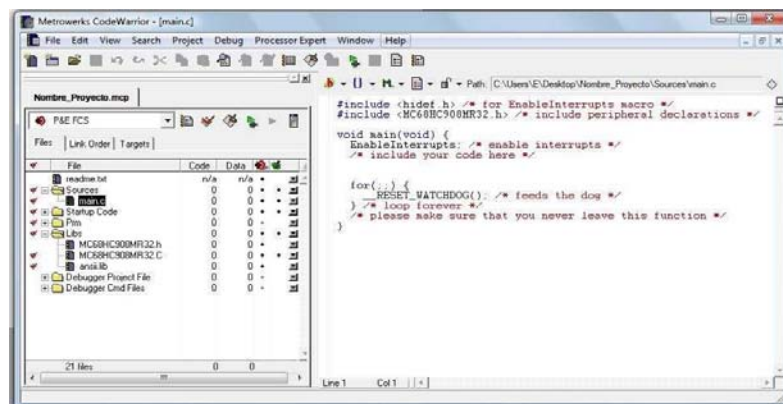 Metrowerks CodeWarrior - [main.c]
File Edit View Search Project Debug Processor Expert Window Help
Path: C:\Users\E\Desktop\Nombre_Proyecto\Sources\main.c
Nombre_Proyecto.mcp
P&E FCS
Files Link Order Targets
File Code Data
readme.txt n/a n/a
Sources 0 0
main.c 0 0
Startup Code 0 0
Prm 0 0
Libs 0 0
MC68HC908MR32.h 0 0
MC68HC908MR32.C 0 0
ansii.lib 0 0
Debugger Project File 0 0
Debugger Cmd Files 0 0
21 files 0 0
#include <hidef.h> /* for EnableInterrupts macro */
#include <MC68HC908MR32.h> /* include peripheral declarations */
void main(void) {
EnableInterrupts; /* enable interrupts */
/* include your code here */
for(;;) {
__RESET_WATCHDOG(); /* feeds the dog */
} /* loop forever */
/* please make sure that you never leave this function */
}
Line 1 Col 1